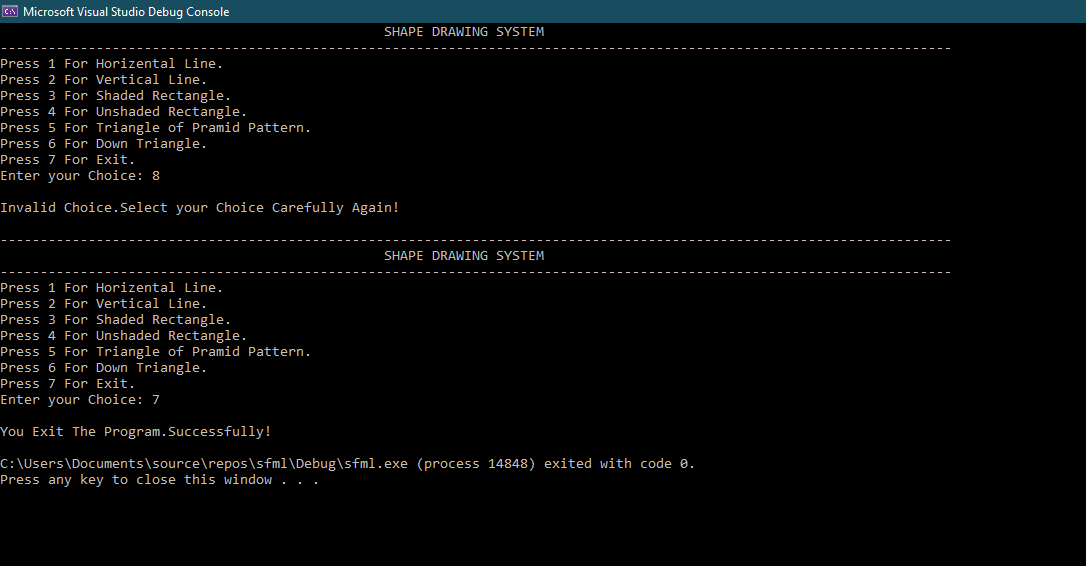 Microsoft Visual Studio Debug Console
SHAPE DRAWING SYSTEM
-----------------------------------------------------------------------------------------------------------------------
Press 1 For Horizental Line.
Press 2 For Vertical Line.
Press 3 For Shaded Rectangle.
Press 4 For Unshaded Rectangle.
Press 5 For Triangle of Pramid Pattern.
Press 6 For Down Triangle.
Press 7 For Exit.
Enter your Choice: 8
Invalid Choice.Select your Choice Carefully Again!
-----------------------------------------------------------------------------------------------------------------------
SHAPE DRAWING SYSTEM
-----------------------------------------------------------------------------------------------------------------------
Press 1 For Horizental Line.
Press 2 For Vertical Line.
Press 3 For Shaded Rectangle.
Press 4 For Unshaded Rectangle.
Press 5 For Triangle of Pramid Pattern.
Press 6 For Down Triangle.
Press 7 For Exit.
Enter your Choice: 7
You Exit The Program.Successfully!
C:\Users\Documents\source\repos\sfml\Debug\sfml.exe (process 14848) exited with code 0.
Press any key to close this window . . .